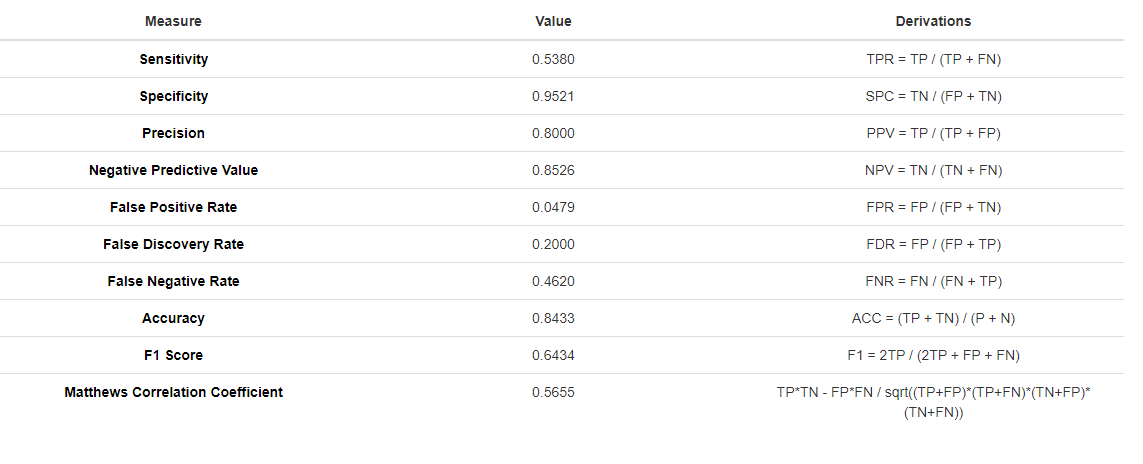 Measure Value Derivations
Sensitivity 0.5380 TPR = TP / (TP + FN)
Specificity 0.9521 SPC = TN / (FP + TN)
Precision 0.8000 PPV = TP / (TP + FP)
Negative Predictive Value 0.8526 NPV = TN / (TN + FN)
False Positive Rate 0.0479 FPR = FP / (FP + TN)
False Discovery Rate 0.2000 FDR = FP / (FP + TP)
False Negative Rate 0.4620 FNR = FN / (FN + TP)
Accuracy 0.8433 ACC = (TP + TN) / (P + N)
F1 Score 0.6434 F1 = 2TP / (2TP + FP + FN)
Matthews Correlation Coefficient 0.5655 TP*TN - FP*FN / sqrt((TP+FP)*(TP+FN)*(TN+FP)*
(TN+FN))